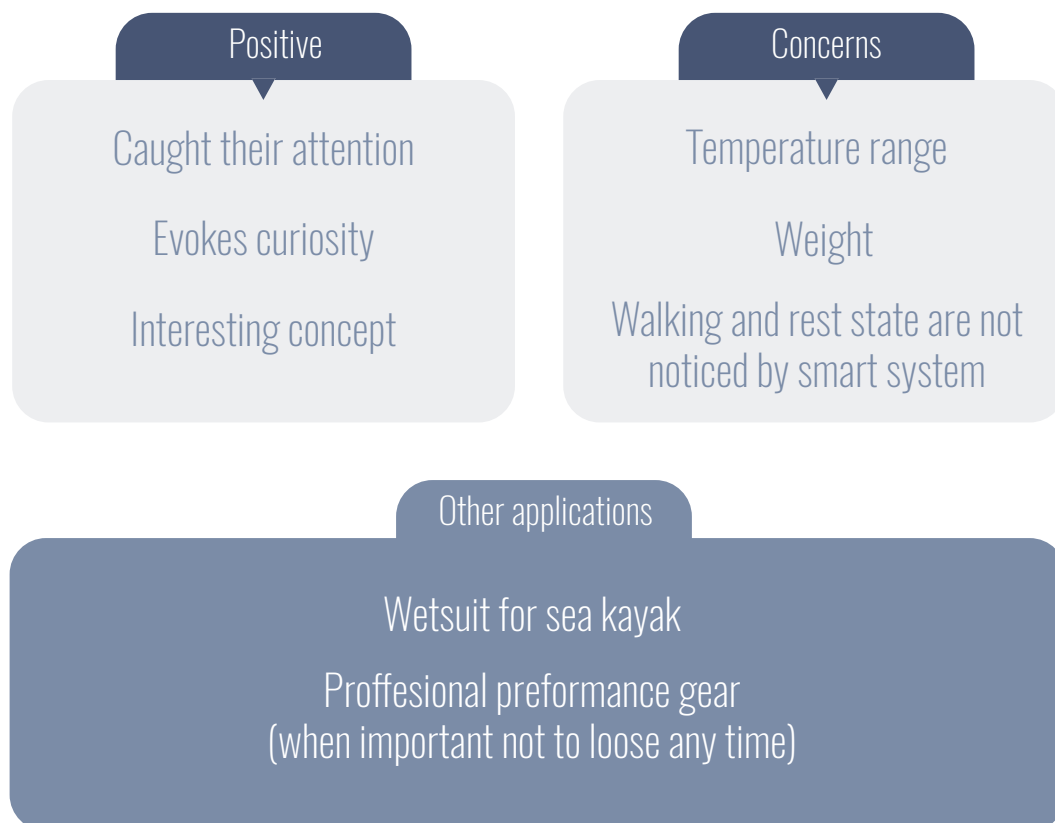 Positive
Caught their attention
Evokes curiosity
Interesting concept
Concerns
Temperature range
Weight
Walking and rest state are not
noticed by smart system
Other applications
Wetsuit for sea kayak
Proffesional preformance gear
(when important not to loose any time)